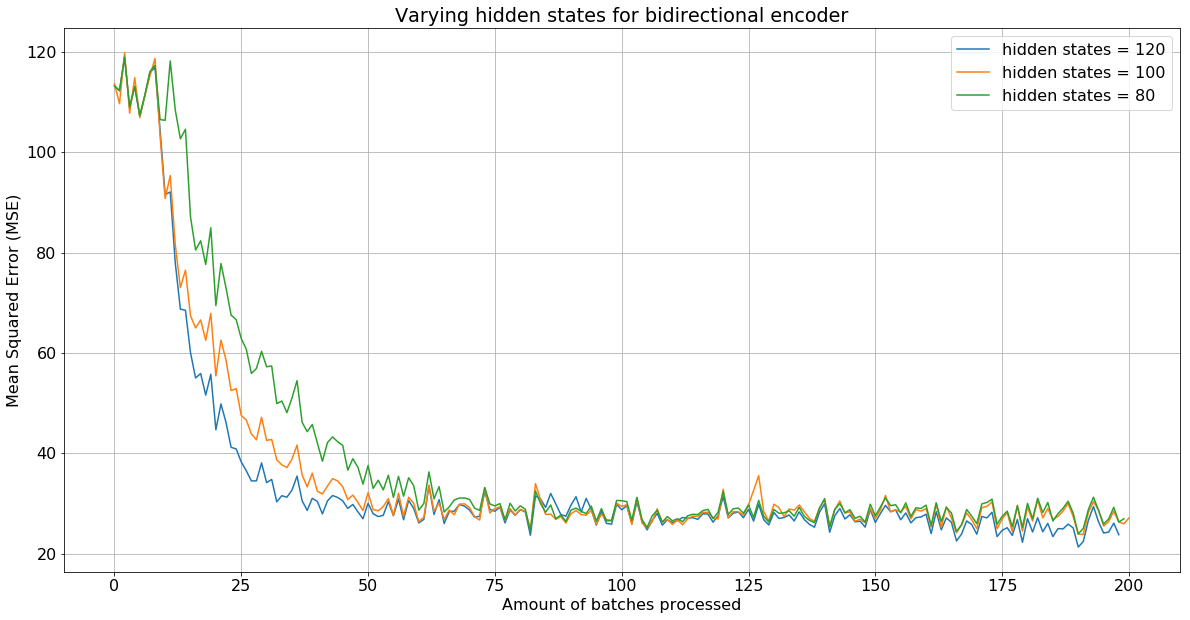 Varying hidden states for bidirectional encoder
hidden states = 120
hidden states = 100
hidden states = 80
Mean Squared Error (MSE)
120
100
80
60
40
20
0 25 50 75 100 125 150 175 200
Amount of batches processed